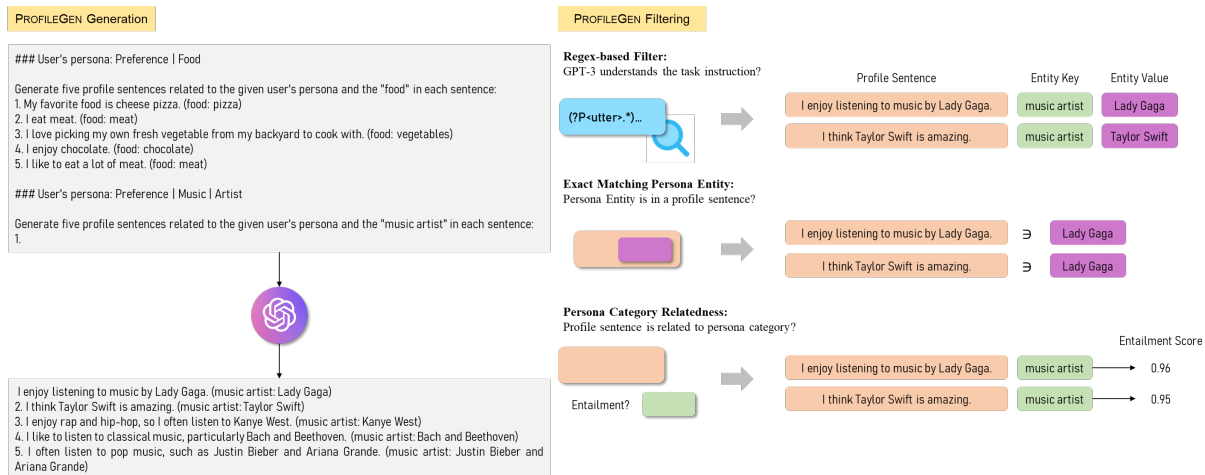 PROFILEGEN Generation
### User's persona: Preference | Food
Generate five profile sentences related to the given user's persona and the "food" in each sentence:
1. My favorite food is cheese pizza. (food: pizza)
2. I eat meat. (food: meat)
3. I love picking my own fresh vegetable from my backyard to cook with. (food: vegetables)
4. I enjoy chocolate. (food: chocolate)
5. I like to eat a lot of meat. (food: meat)
### User's persona: Preference | Music | Artist
Generate five profile sentences related to the given user's persona and the "music artist" in each sentence:
1.
I enjoy listening to music by Lady Gaga. (music artist: Lady Gaga)
2. I think Taylor Swift is amazing. (music artist: Taylor Swift)
3. I enjoy rap and hip-hop, so I often listen to Kanye West. (music artist: Kanye West)
4. I like to listen to classical music, particularly Bach and Beethoven. (music artist: Bach and Beethoven)
5. I often listen to pop music, such as Justin Bieber and Ariana Grande. (music artist: Justin Bieber and
Ariana Grande)
PROFILEGEN Filtering
Regex-based Filter:
GPT-3 understands the task instruction?
(?P<utter>.*)...
Profile Sentence Entity Key Entity Value
I enjoy listening to music by Lady Gaga. music artist Lady Gaga
I think Taylor Swift is amazing. music artist Taylor Swift
Exact Matching Persona Entity:
Persona Entity is in a profile sentence?
I enjoy listening to music by Lady Gaga. ∋ Lady Gaga
I think Taylor Swift is amazing. ∋ Lady Gaga
Persona Category Relatedness:
Profile sentence is related to persona category?
Entailment?
Entailment Score
I enjoy listening to music by Lady Gaga. music artist 0.96
I think Taylor Swift is amazing. music artist 0.95